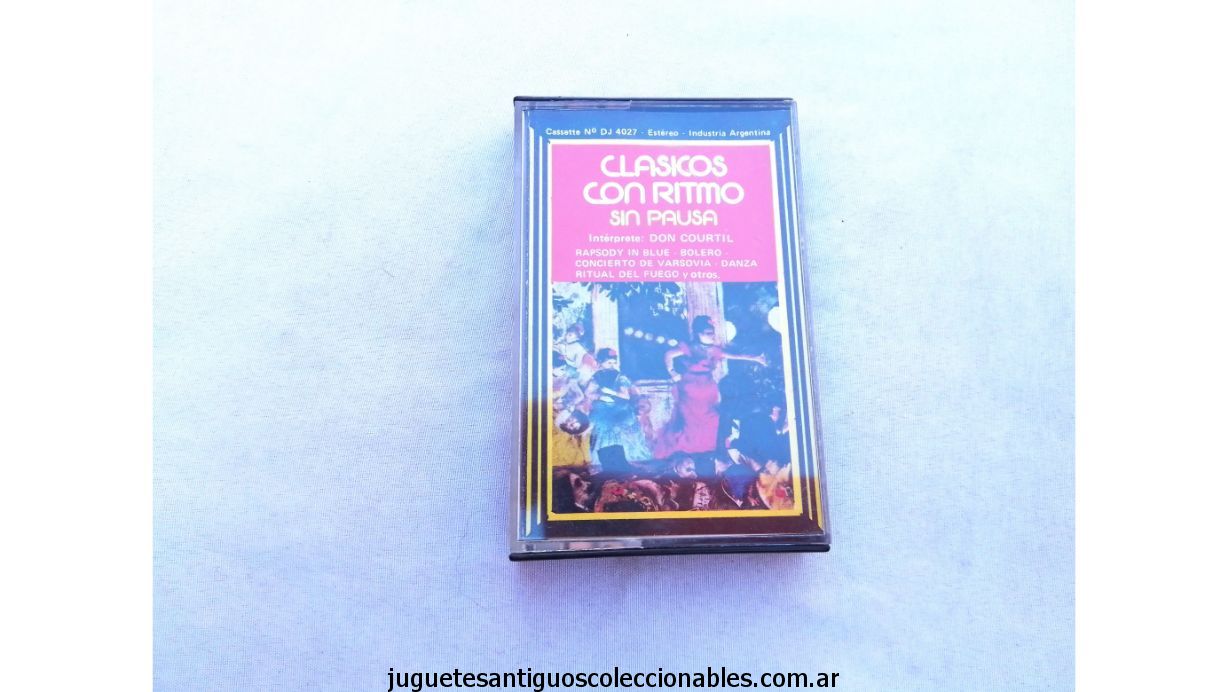 Cassette Nº DJ 4027 - Estéreo - Industria Argentina
CLASICOS
CON RITMO
SIN PAUSA
Intérprete: DON COURTIL
RAPSODY IN BLUE - BOLERO -
CONCIERTO DE VARSOVIA - DANZA
RITUAL DEL FUEGO y otros.
juguetesantiguoscoleccionables.com.ar